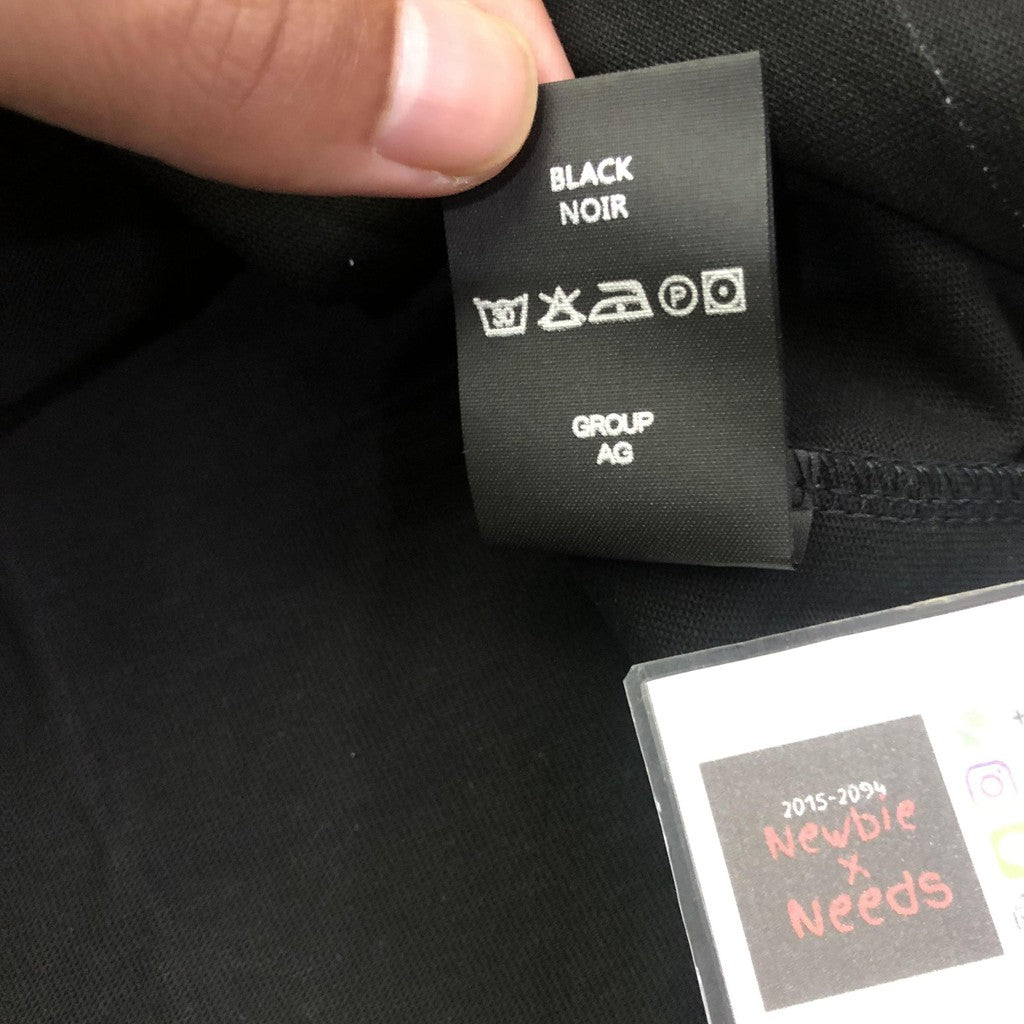 BLACK
NOIR
30
P
GROUP
AG
2015-2094
Newbie
x
Needs
+